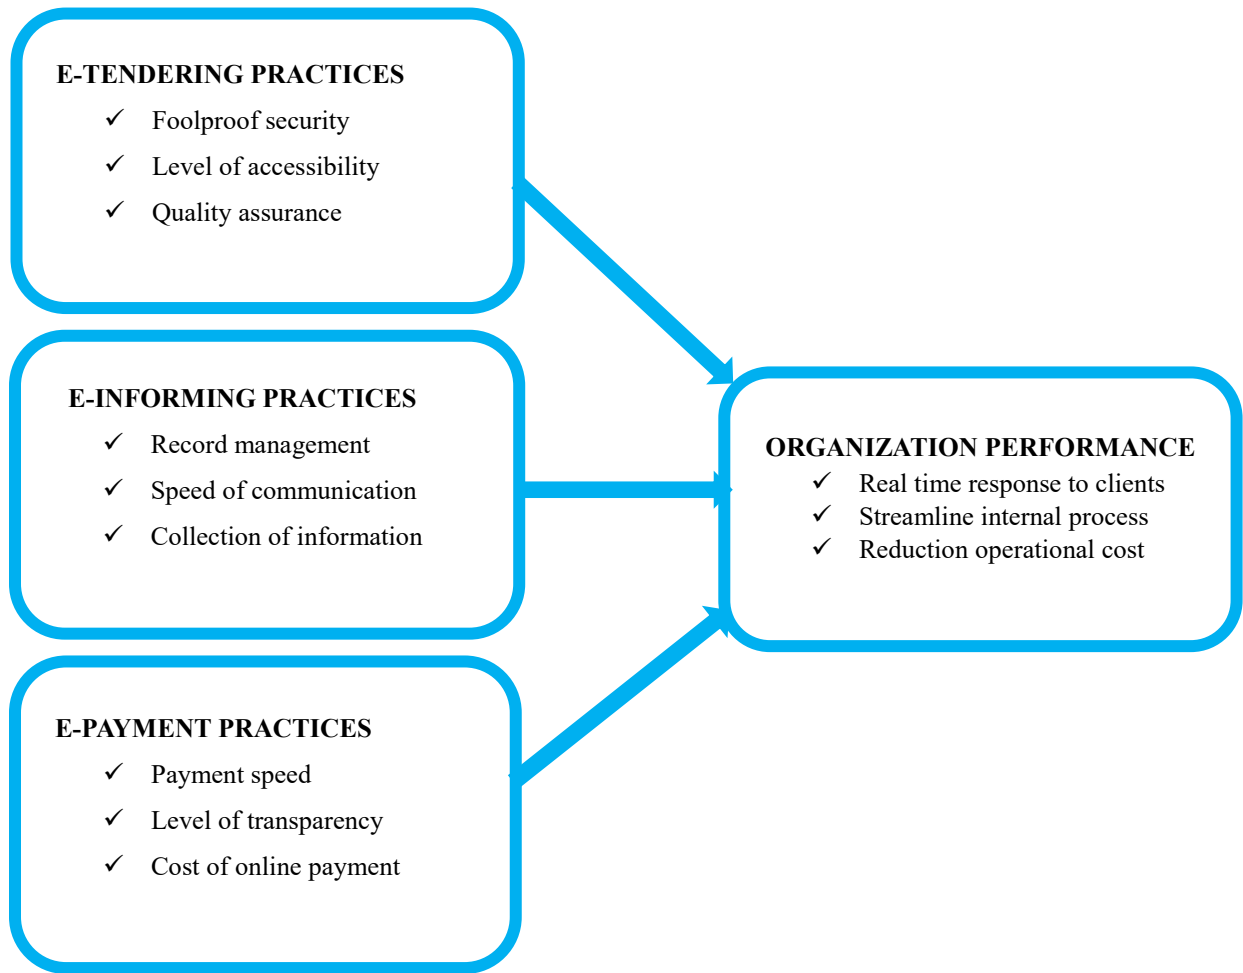 E-TENDERING PRACTICES
✓ Foolproof security
✓ Level of accessibility
✓ Quality assurance
E-INFORMING PRACTICES
✓ Record management
✓ Speed of communication
✓ Collection of information
E-PAYMENT PRACTICES
✓ Payment speed
✓ Level of transparency
✓ Cost of online payment
ORGANIZATION PERFORMANCE
✓ Real time response to clients
✓ Streamline internal process
✓ Reduction operational cost